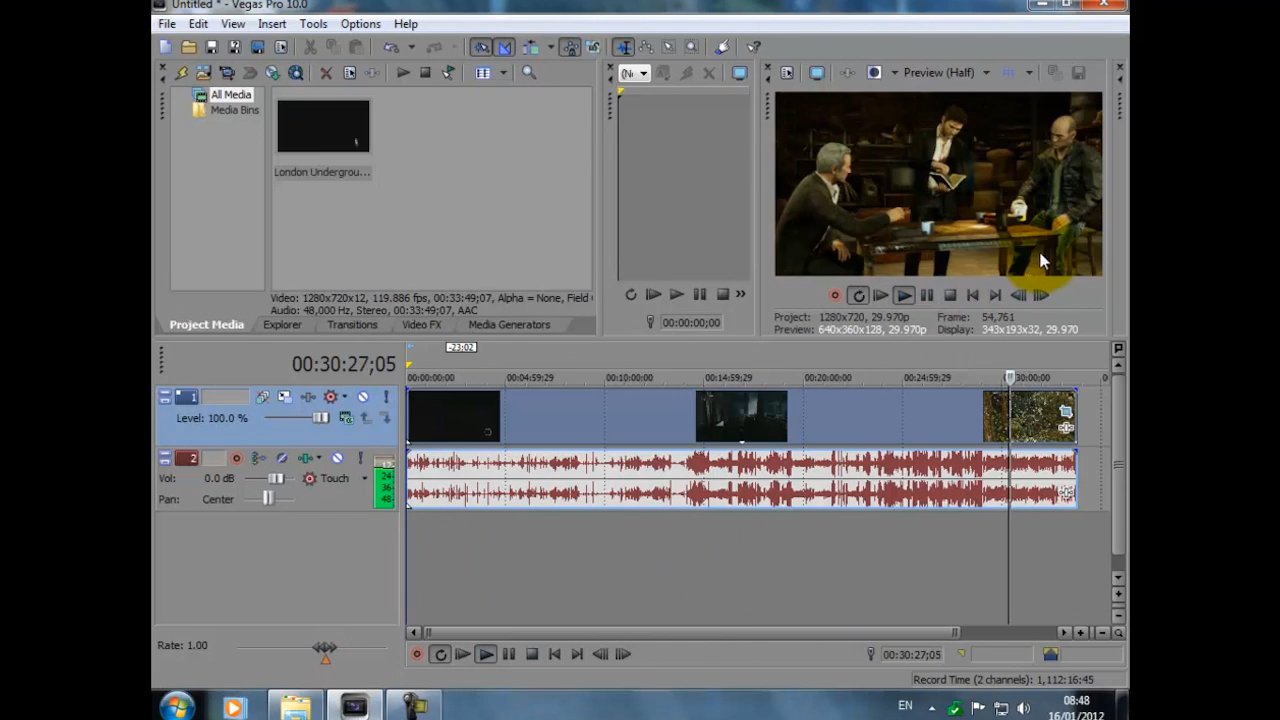 Untitled * - Vegas Pro 10.0
File Edit View Insert Tools Options Help
Preview (Half)
All Media
Media Bins
London Undergrou...
Video: 1280x720x12, 119.886 fps, 00:33:49;07, Alpha = None, Field
Audio: 48,000 Hz, Stereo, 00:33:49;07, AAC
Project Media Explorer Transitions Video FX Media Generators
00:00:00;00
Project: 1280x720, 29.970p Frame: 54,761
Preview: 640x360x128, 29.970p Display: 343x193x32, 29.970
-23;02
00:30:27;05
00:00:00;00 00:04:59;29 00:10:00;00 00:14:59;29 00:20:00;00 00:24:59;29 30:00;00
1
Level: 100.0 %
2
12
24
36
48
Vol: 0.0 dB Touch
Pan: Center
Rate: 1.00
00:30:27;05
Record Time (2 channels): 1,112:16:45
EN
08:48
16/01/2012